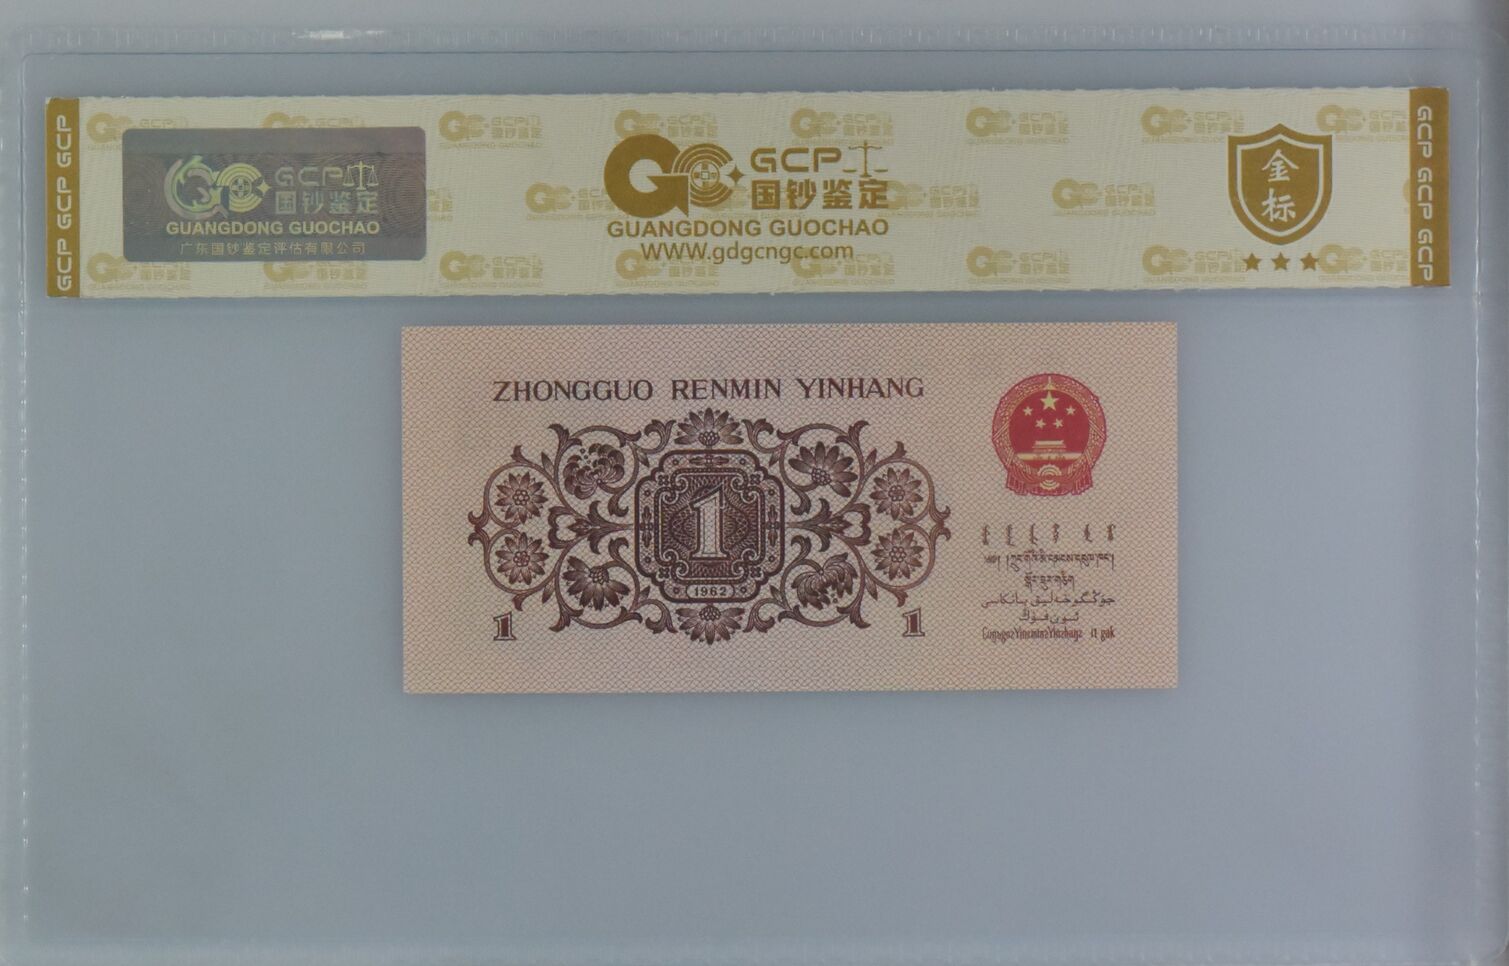 GCP GCP GCP
GCP
国钞鉴定
GUANGDONG GUOCHAO
广东国钞鉴定评估有限公司
GCP
国钞鉴定
GUANGDONG GUOCHAO
WWW.gdgcngc.com
金
标
GCP GCP GCP
ZHONGGUO RENMIN YINHANG
1
1962
1
1
جۇڭگوخەلىق بانكاسى